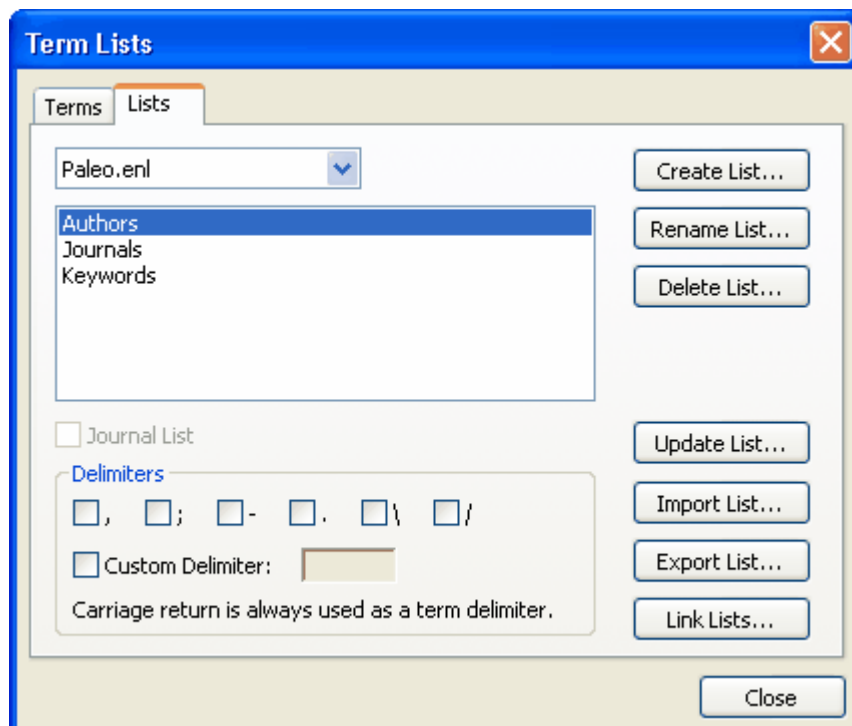 Term Lists
Terms Lists
Paleo.enl
Create List...
Authors
Journals
Keywords
Rename List...
Delete List...
Journal List
Update List...
Delimiters
, ; - . \ /
Import List...
Custom Delimiter:
Export List...
Carriage return is always used as a term delimiter.
Link Lists...
Close